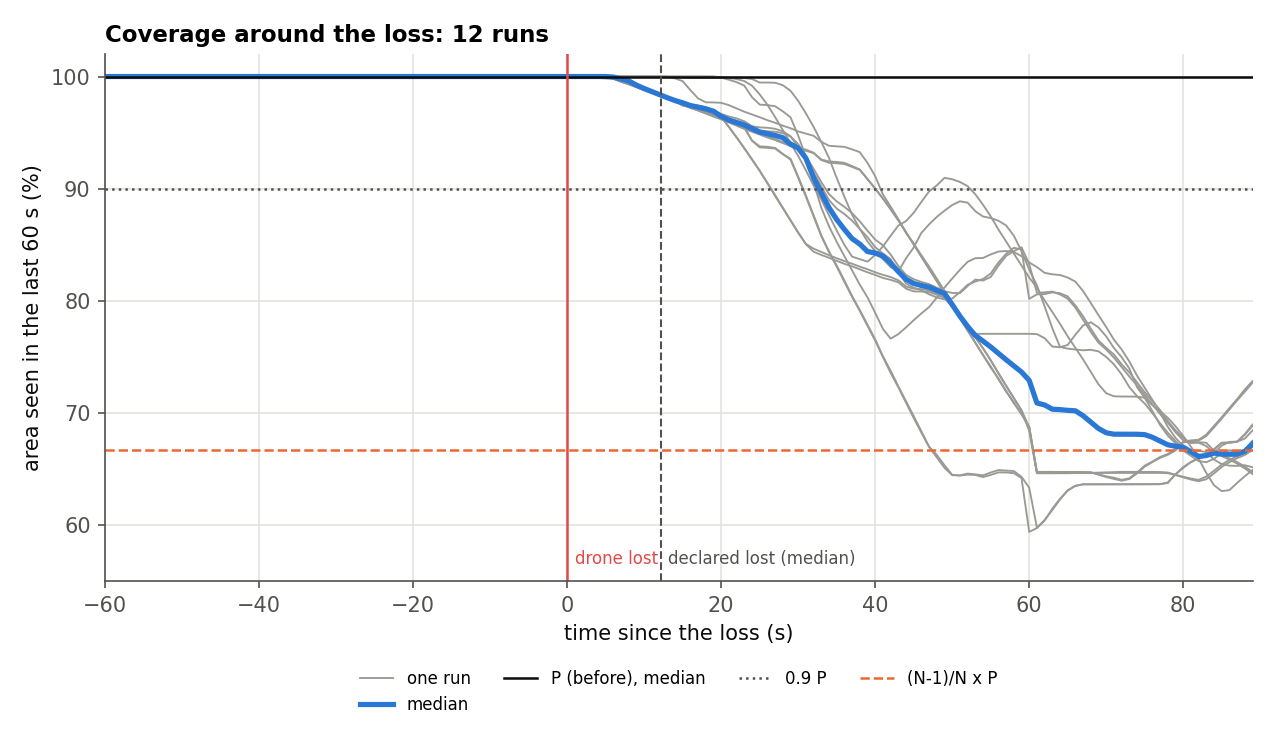 Coverage around the loss: 12 runs
area seen in the last 60 s (%)
100
90
80
70
60
drone lost
declared lost (median)
−60
−40
−20
0
20
40
60
80
time since the loss (s)
one run
P (before), median
0.9 P
(N-1)/N x P
median